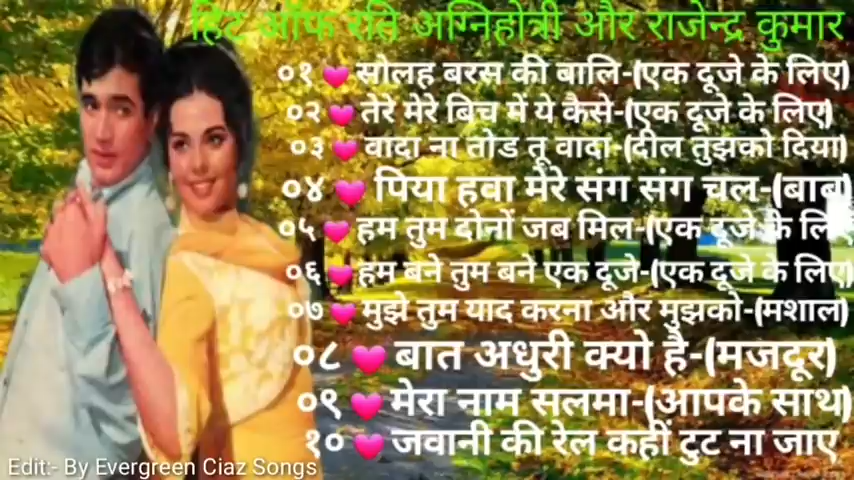 हिट ऑफ रति अग्निहोत्री और राजेन्द्र कुमार
०१ 💓 सोलह बरस की बालि-(एक दूजे के लिए)
०२ 💓 तेरे मेरे बिच में ये कैसे-(एक दूजे के लिए)
०३ 💓 वादा ना तोड तू वादा-(दील तुझको दिया)
०४ 💓 पिया हवा मेरे संग संग चल-(बाब)
०५ 💓 हम तुम दोनों जब मिल-(एक दूजे के लि
०६ 💓 हम बने तुम बने एक दूजे-(एक दूजे के लिए)
०७ 💓 मुझे तुम याद करना और मुझको-(मशाल)
०८ 💓 बात अधुरी क्यो है-(मजदूर)
०९ 💓 मेरा नाम सलमा-(आपके साथ)
१० 💓 जवानी की रेल कहीं टुट ना जाए
Edit:- By Evergreen Ciaz Songs